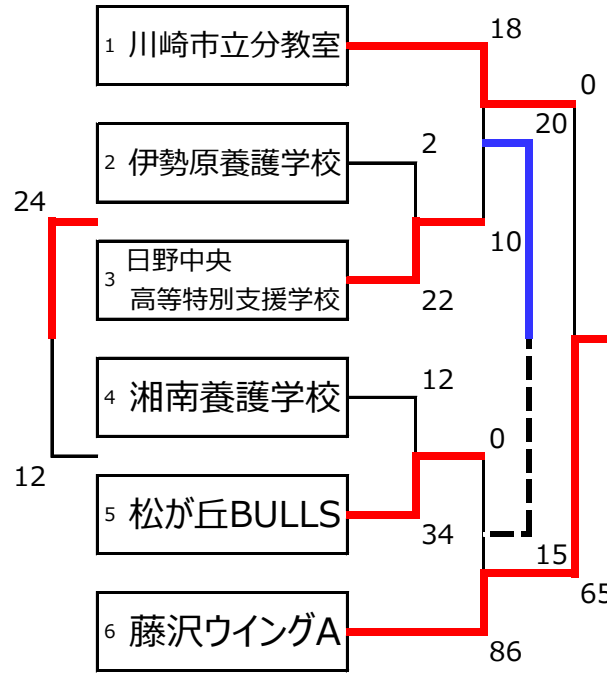 1 川崎市立分教室
18
0
20
2 伊勢原養護学校
2
24
10
3 日野中央
高等特別支援学校
22
4 湘南養護学校
12
0
12
5 松が丘BULLS
34
15
65
6 藤沢ウイングA
86